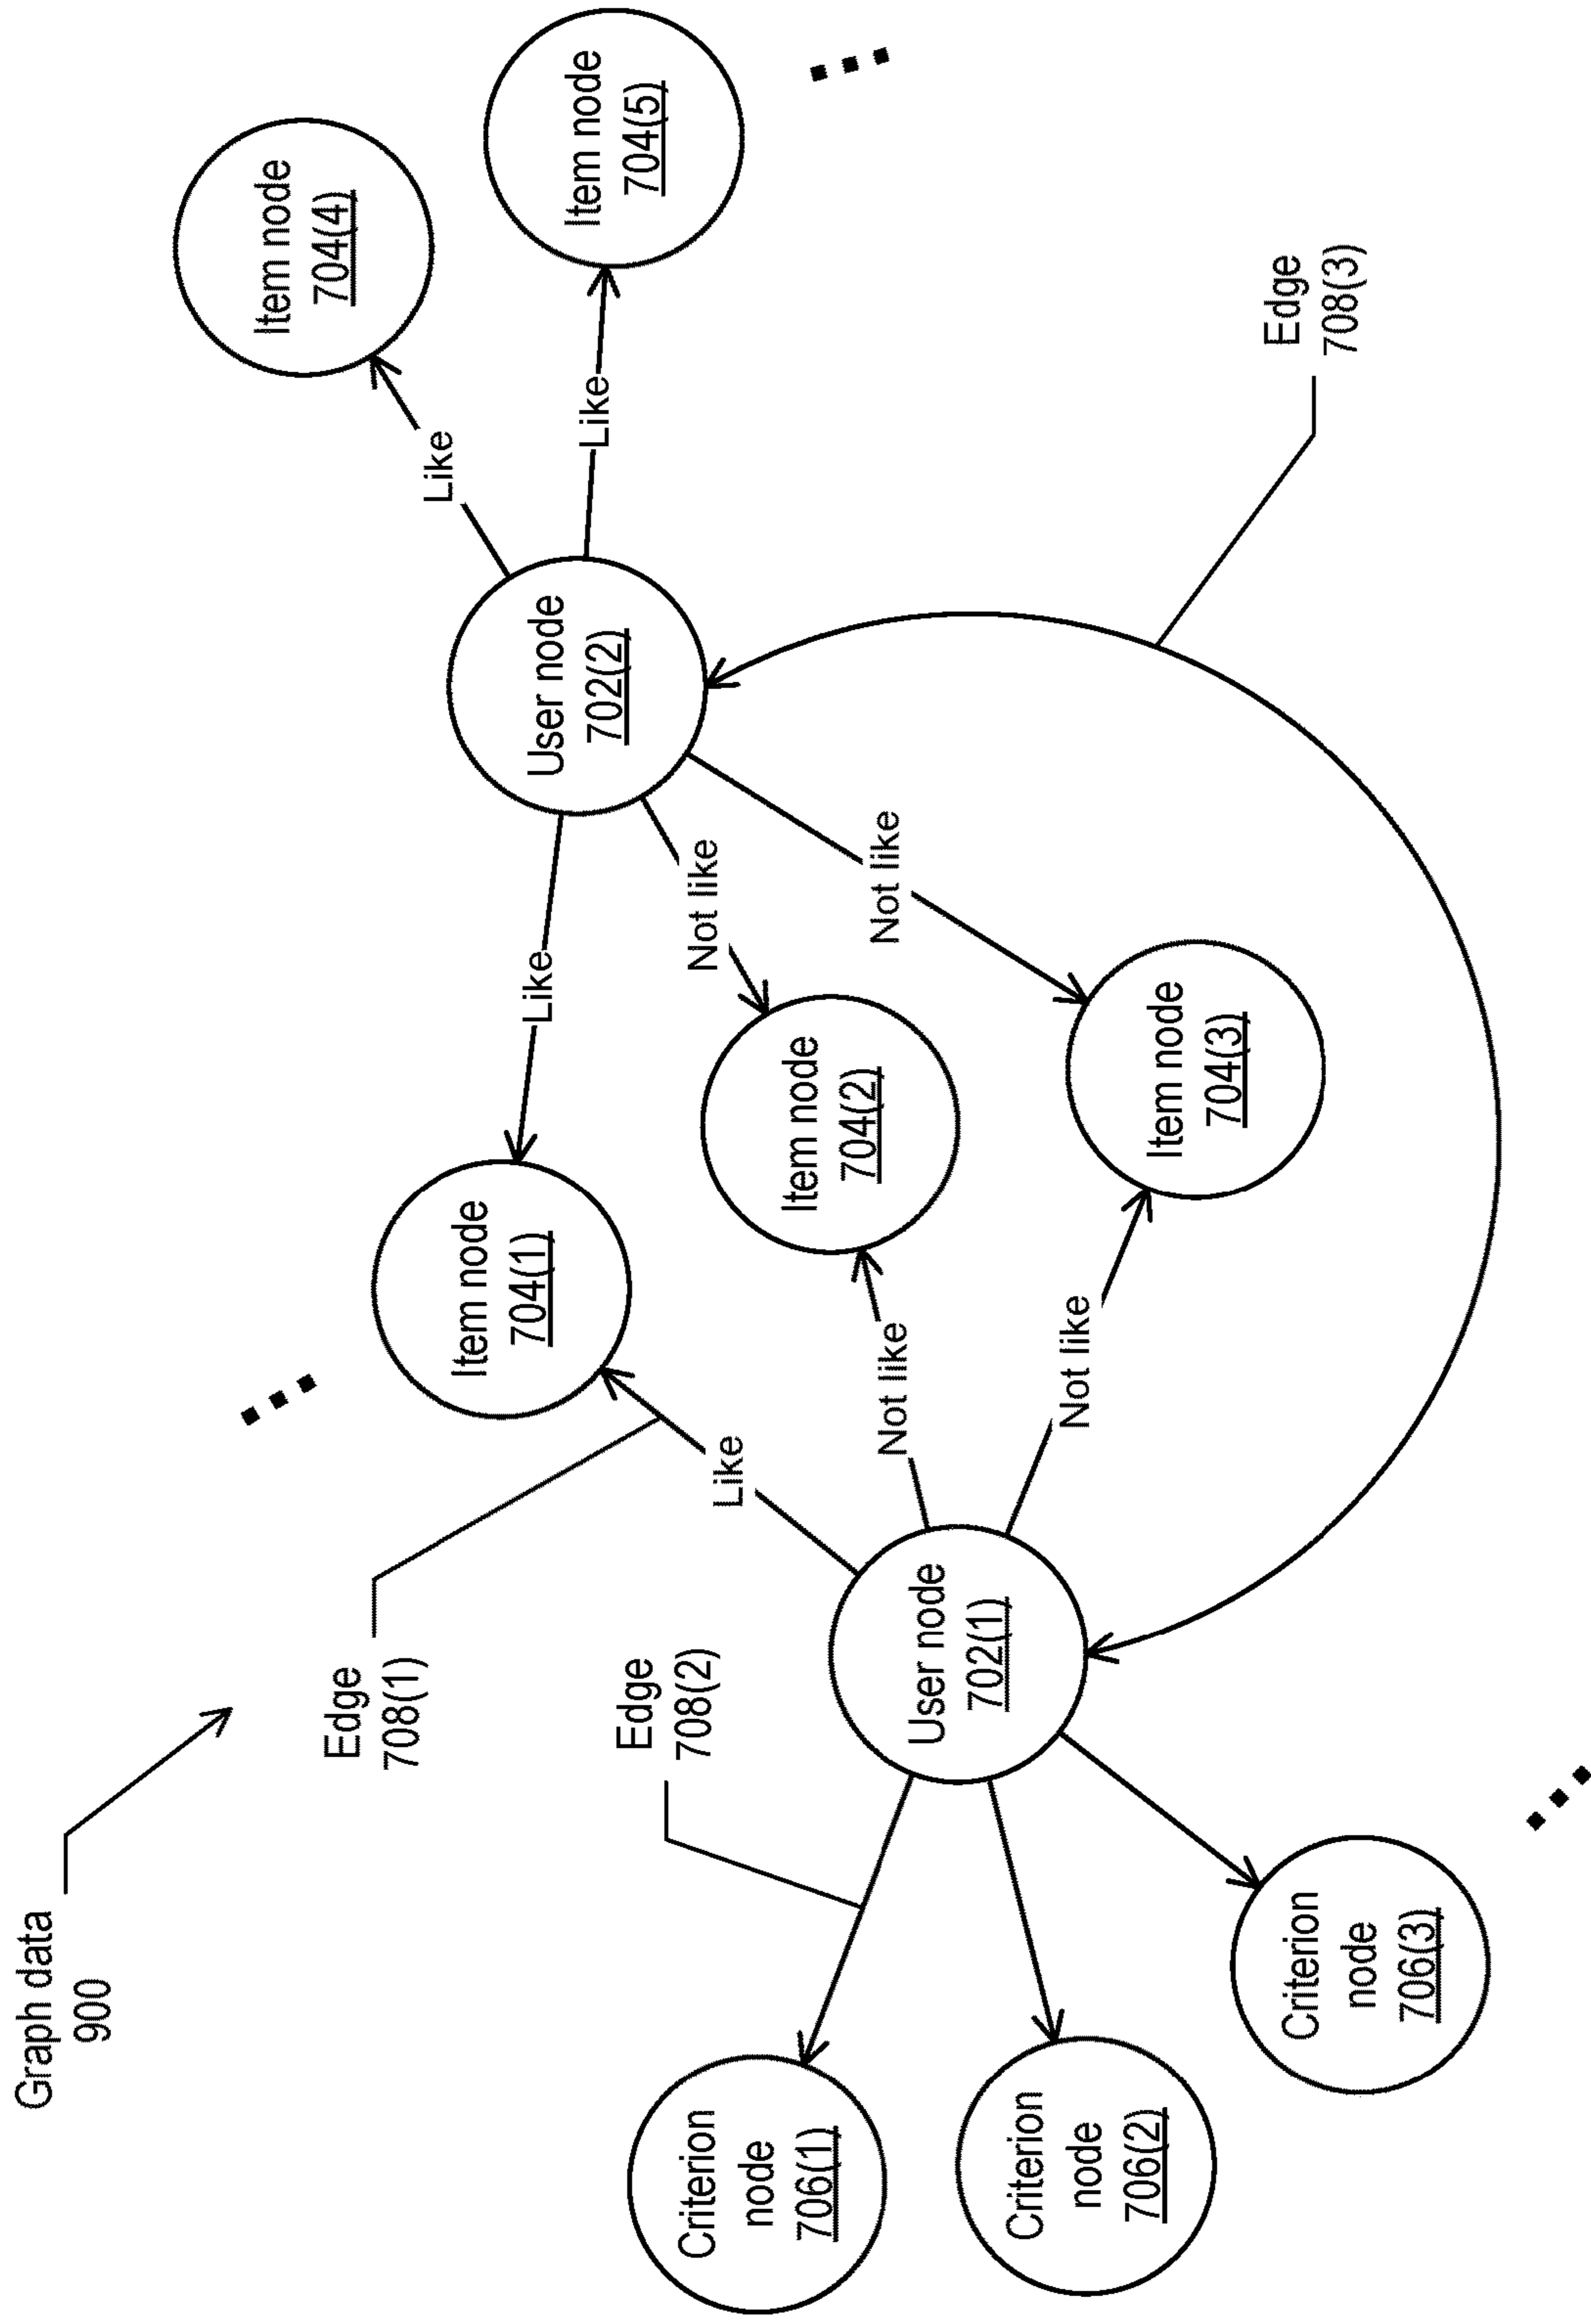 Graph data
900
Edge
708(1)
Edge
708(2)
Edge
708(3)
Item node
704(4)
Item node
704(5)
Like
Like
User node
702(2)
Like
Not like
Not like
Item node
704(1)
Item node
704(2)
Item node
704(3)
Like
Not like
Not like
User node
702(1)
Criterion
node
706(1)
Criterion
node
706(2)
Criterion
node
706(3)